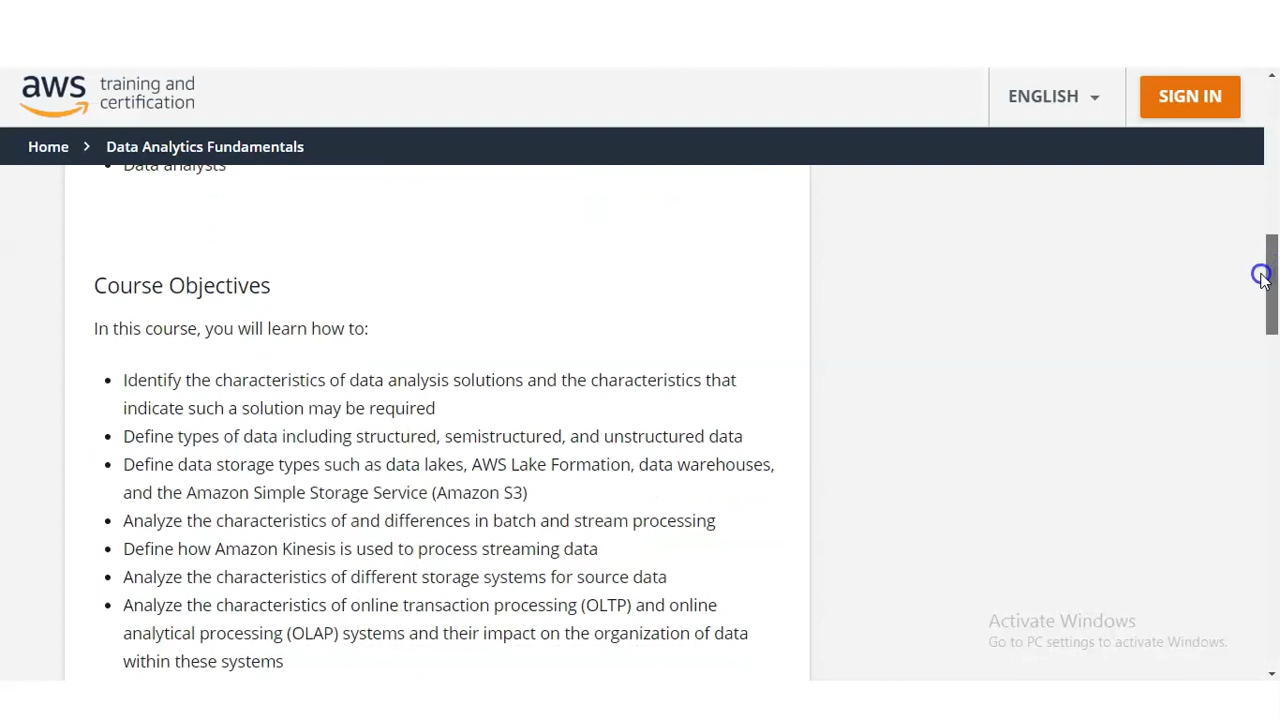 aws training and
certification
ENGLISH
SIGN IN
Home > Data Analytics Fundamentals
• Data analysts
Course Objectives
In this course, you will learn how to:
• Identify the characteristics of data analysis solutions and the characteristics that
indicate such a solution may be required
• Define types of data including structured, semistructured, and unstructured data
• Define data storage types such as data lakes, AWS Lake Formation, data warehouses,
and the Amazon Simple Storage Service (Amazon S3)
• Analyze the characteristics of and differences in batch and stream processing
• Define how Amazon Kinesis is used to process streaming data
• Analyze the characteristics of different storage systems for source data
• Analyze the characteristics of online transaction processing (OLTP) and online
analytical processing (OLAP) systems and their impact on the organization of data
within these systems
Activate Windows
Go to PC settings to activate Windows.